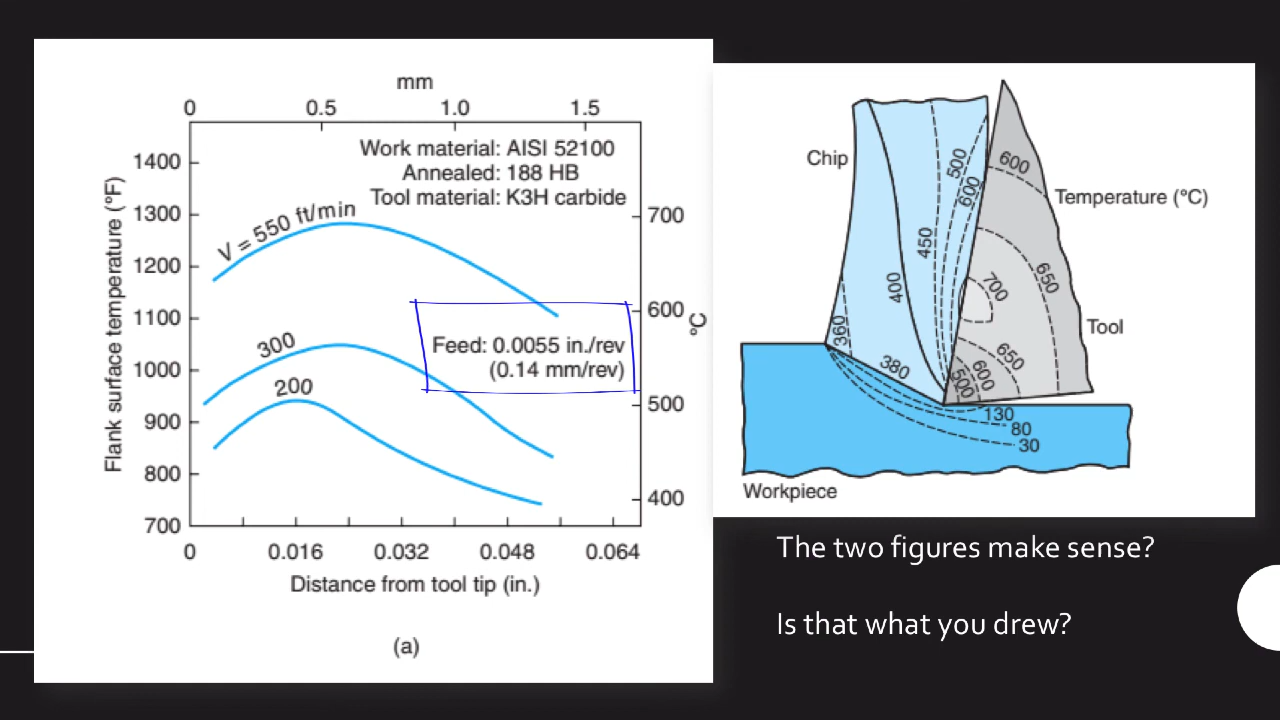 mm
0 0.5 1.0 1.5
Work material: AISI 52100
Annealed: 188 HB
Tool material: K3H carbide
Flank surface temperature (°F)
1400
1300
1200
1100
1000
900
800
700
V = 550 ft/min
300
200
Feed: 0.0055 in./rev
(0.14 mm/rev)
700
600
500
400
°C
0 0.016 0.032 0.048 0.064
Distance from tool tip (in.)
(a)
Chip
500
600
600
Temperature (°C)
450
400
650
700
360
Tool
380
650
600
500
130
80
30
Workpiece
The two figures make sense?
Is that what you drew?